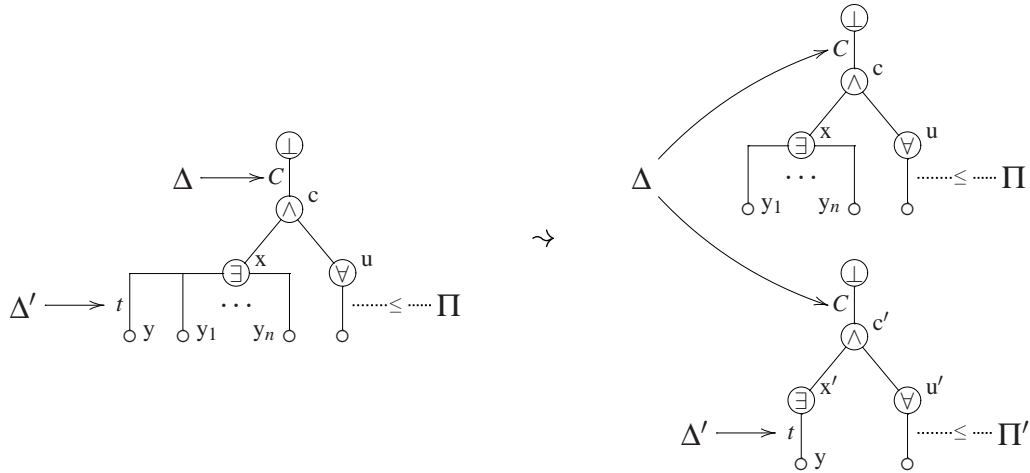 ⊥
Δ C
∧ c
∃ x ∀ u
Δ′ t · · · ≤ Π
y y₁ yₙ
⤳
⊥
C
∧ c
∃ x ∀ u
Δ · · · ≤ Π
y₁ yₙ
⊥
C
∧ c′
∃ x′ ∀ u′
Δ′ t ≤ Π′
y